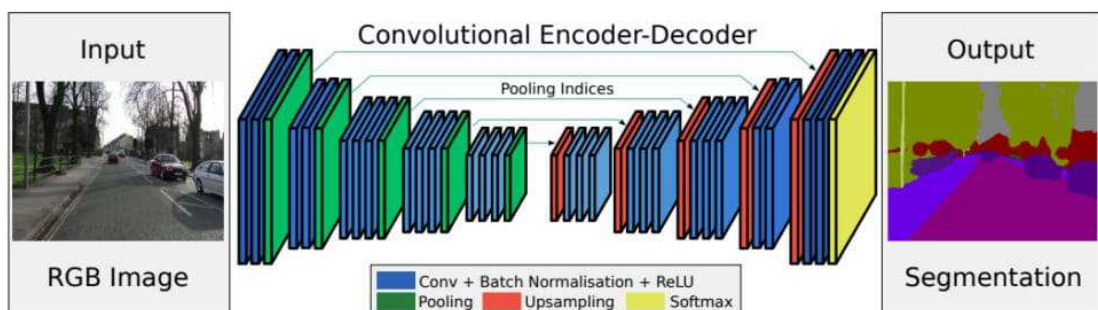 Input
RGB Image
Convolutional Encoder-Decoder
Pooling Indices
Conv + Batch Normalisation + ReLU
Pooling Upsampling Softmax
Output
Segmentation